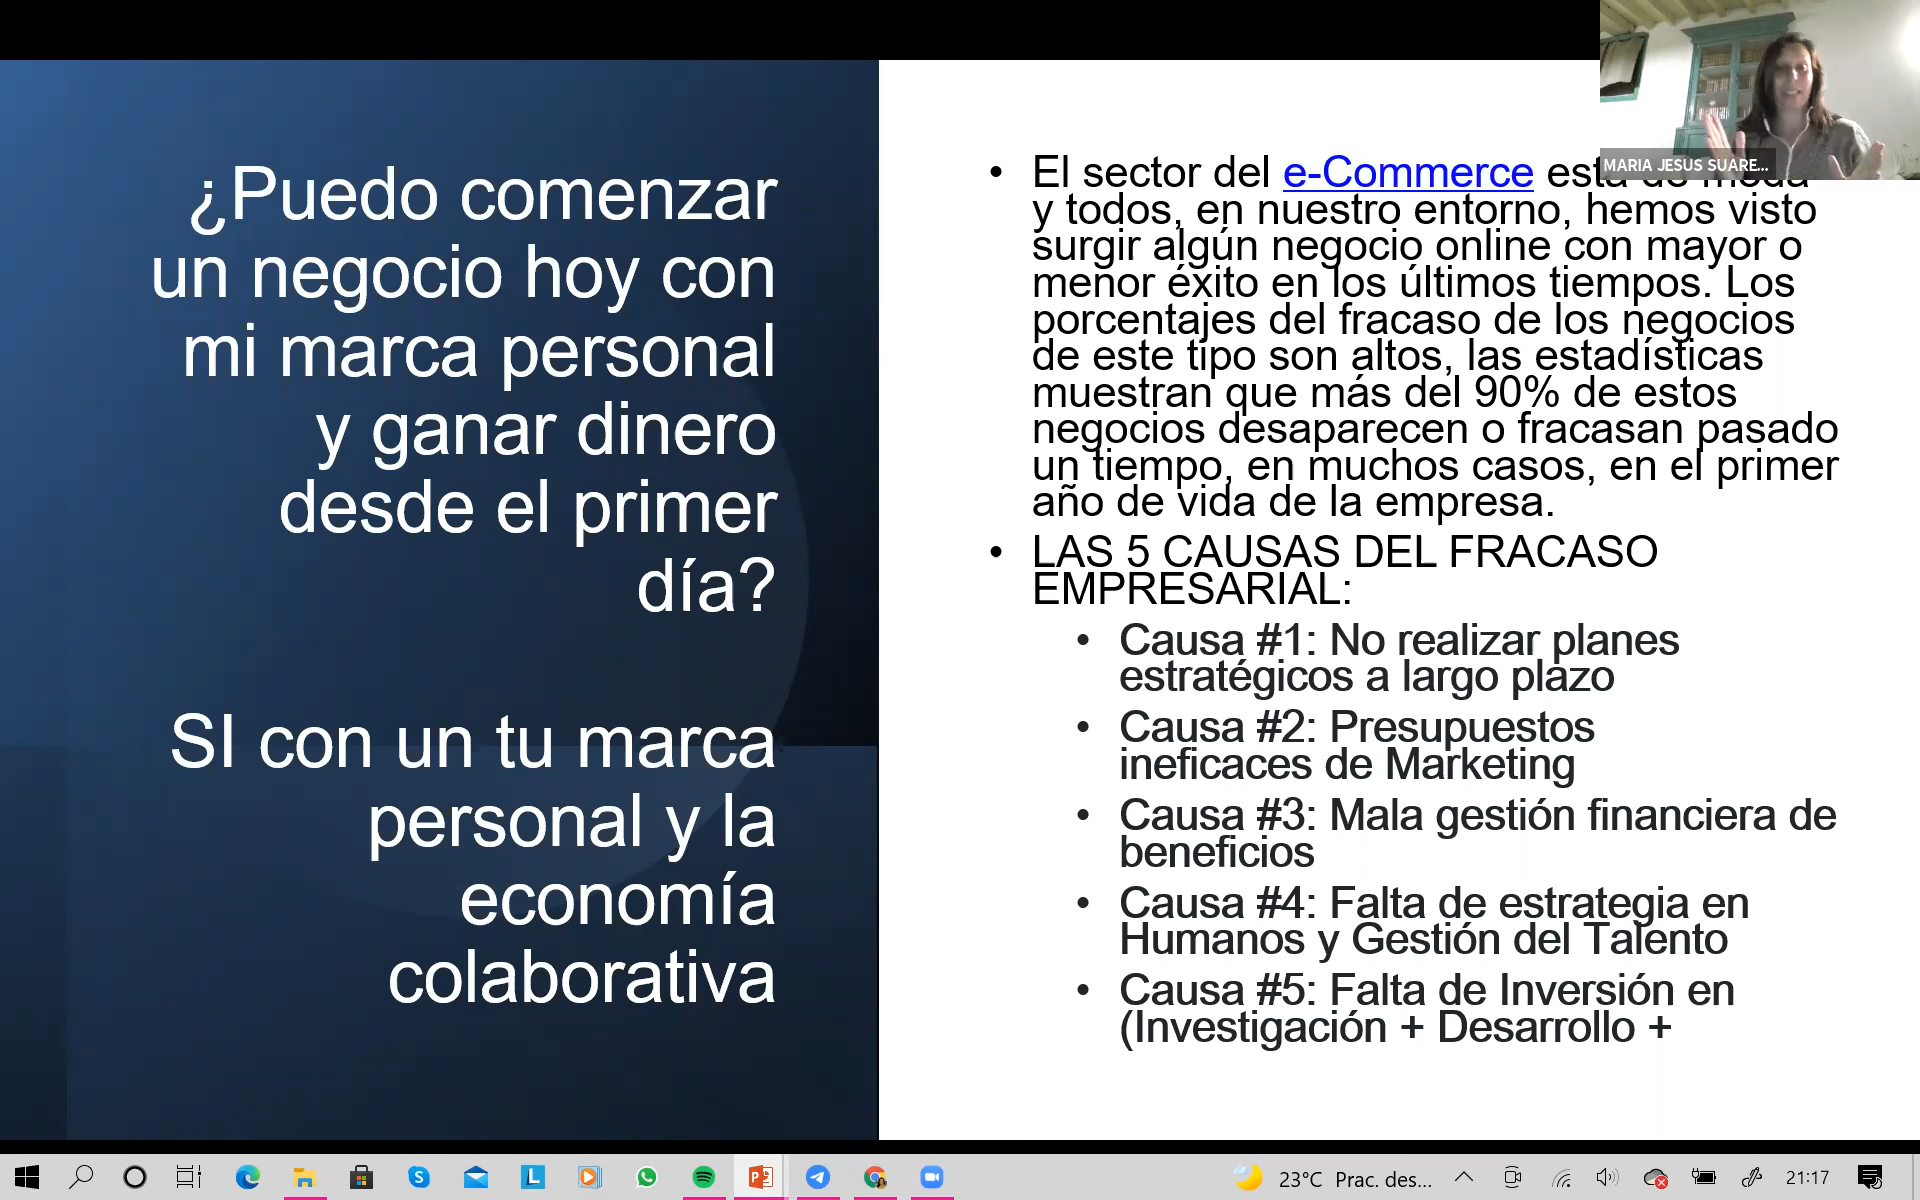 ¿Puedo comenzar
un negocio hoy con
mi marca personal
y ganar dinero
desde el primer
día?
SI con un tu marca
personal y la
economía
colaborativa
MARIA JESUS SUARE...
• El sector del e-Commerce está de moda
y todos, en nuestro entorno, hemos visto
surgir algún negocio online con mayor o
menor éxito en los últimos tiempos. Los
porcentajes del fracaso de los negocios
de este tipo son altos, las estadísticas
muestran que más del 90% de estos
negocios desaparecen o fracasan pasado
un tiempo, en muchos casos, en el primer
año de vida de la empresa.
• LAS 5 CAUSAS DEL FRACASO
EMPRESARIAL:
• Causa #1: No realizar planes
estratégicos a largo plazo
• Causa #2: Presupuestos
ineficaces de Marketing
• Causa #3: Mala gestión financiera de
beneficios
• Causa #4: Falta de estrategia en
Humanos y Gestión del Talento
• Causa #5: Falta de Inversión en
(Investigación + Desarrollo +
23°C Prac. des... 21:17